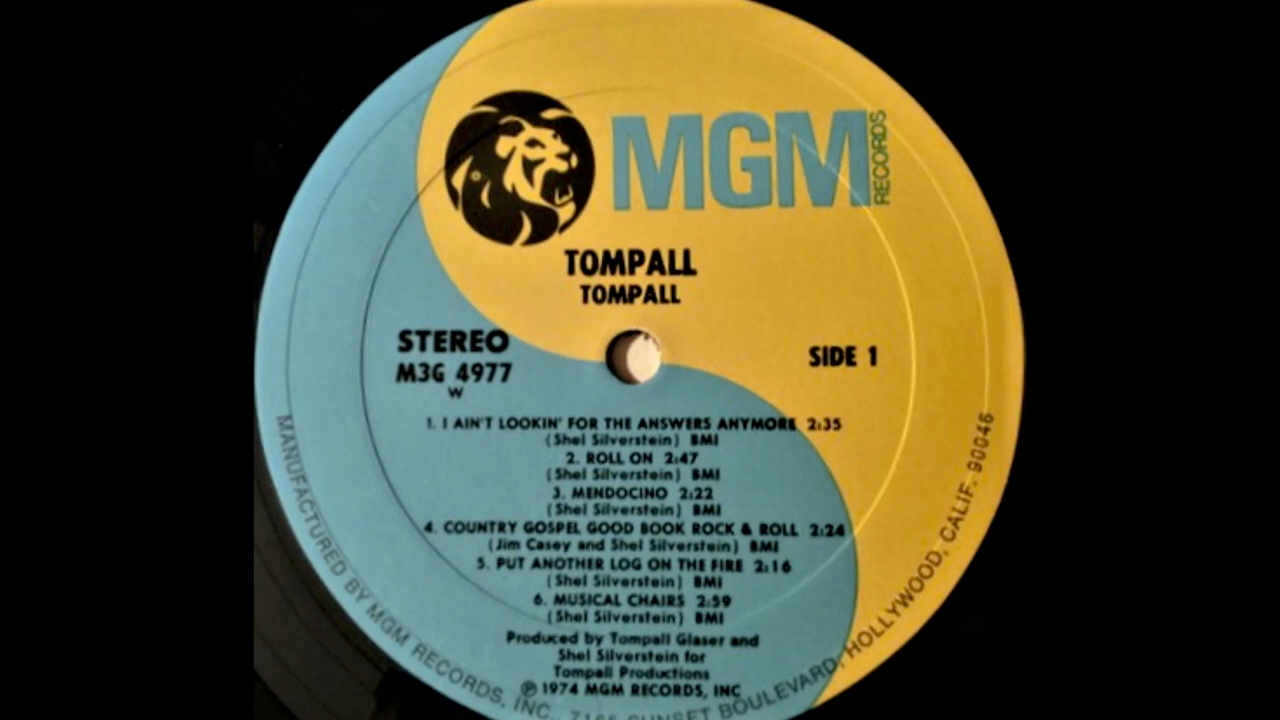 MGM
RECORDS
TOMPALL
TOMPALL
STEREO
SIDE 1
M3G 4977
W
1. I AIN'T LOOKIN' FOR THE ANSWERS ANYMORE 2:35
(Shel Silverstein) BMI
2. ROLL ON 2:47
(Shel Silverstein) BMI
3. MENDOCINO 2:22
(Shel Silverstein) BMI
4. COUNTRY GOSPEL GOOD BOOK ROCK & ROLL 2:24
(Jim Casey and Shel Silverstein) BMI
5. PUT ANOTHER LOG ON THE FIRE 2:16
(Shel Silverstein) BMI
6. MUSICAL CHAIRS 2:59
(Shel Silverstein) BMI
Produced by Tompall Glaser and
Shel Silverstein for
Tompall Productions
℗ 1974 MGM RECORDS, INC
MANUFACTURED BY MGM RECORDS, INC., 7165 SUNSET BOULEVARD, HOLLYWOOD, CALIF. 90046